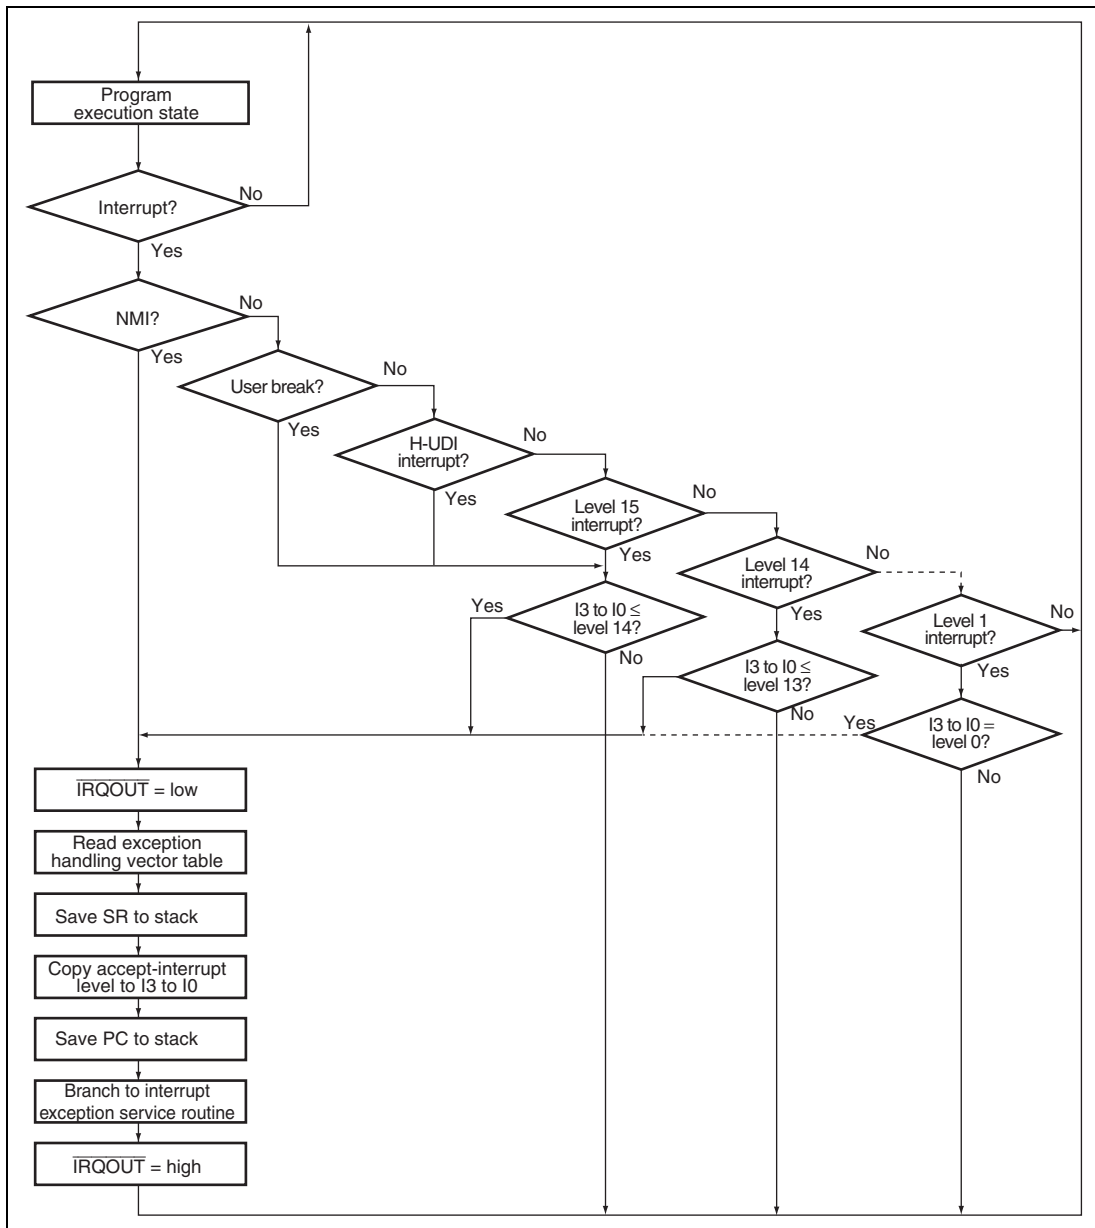 Program
execution state
No
Interrupt?
Yes
No
NMI?
Yes
No
User break?
Yes
No
H-UDI
interrupt?
Yes
No
Level 15
interrupt?
Yes
No
Level 14
interrupt?
Yes
No
Level 1
interrupt?
Yes
Yes
I3 to I0 ≤
level 14?
No
I3 to I0 ≤
level 13?
No
Yes
I3 to I0 =
level 0?
No
I̅R̅Q̅O̅U̅T̅ = low
Read exception
handling vector table
Save SR to stack
Copy accept-interrupt
level to I3 to I0
Save PC to stack
Branch to interrupt
exception service routine
I̅R̅Q̅O̅U̅T̅ = high